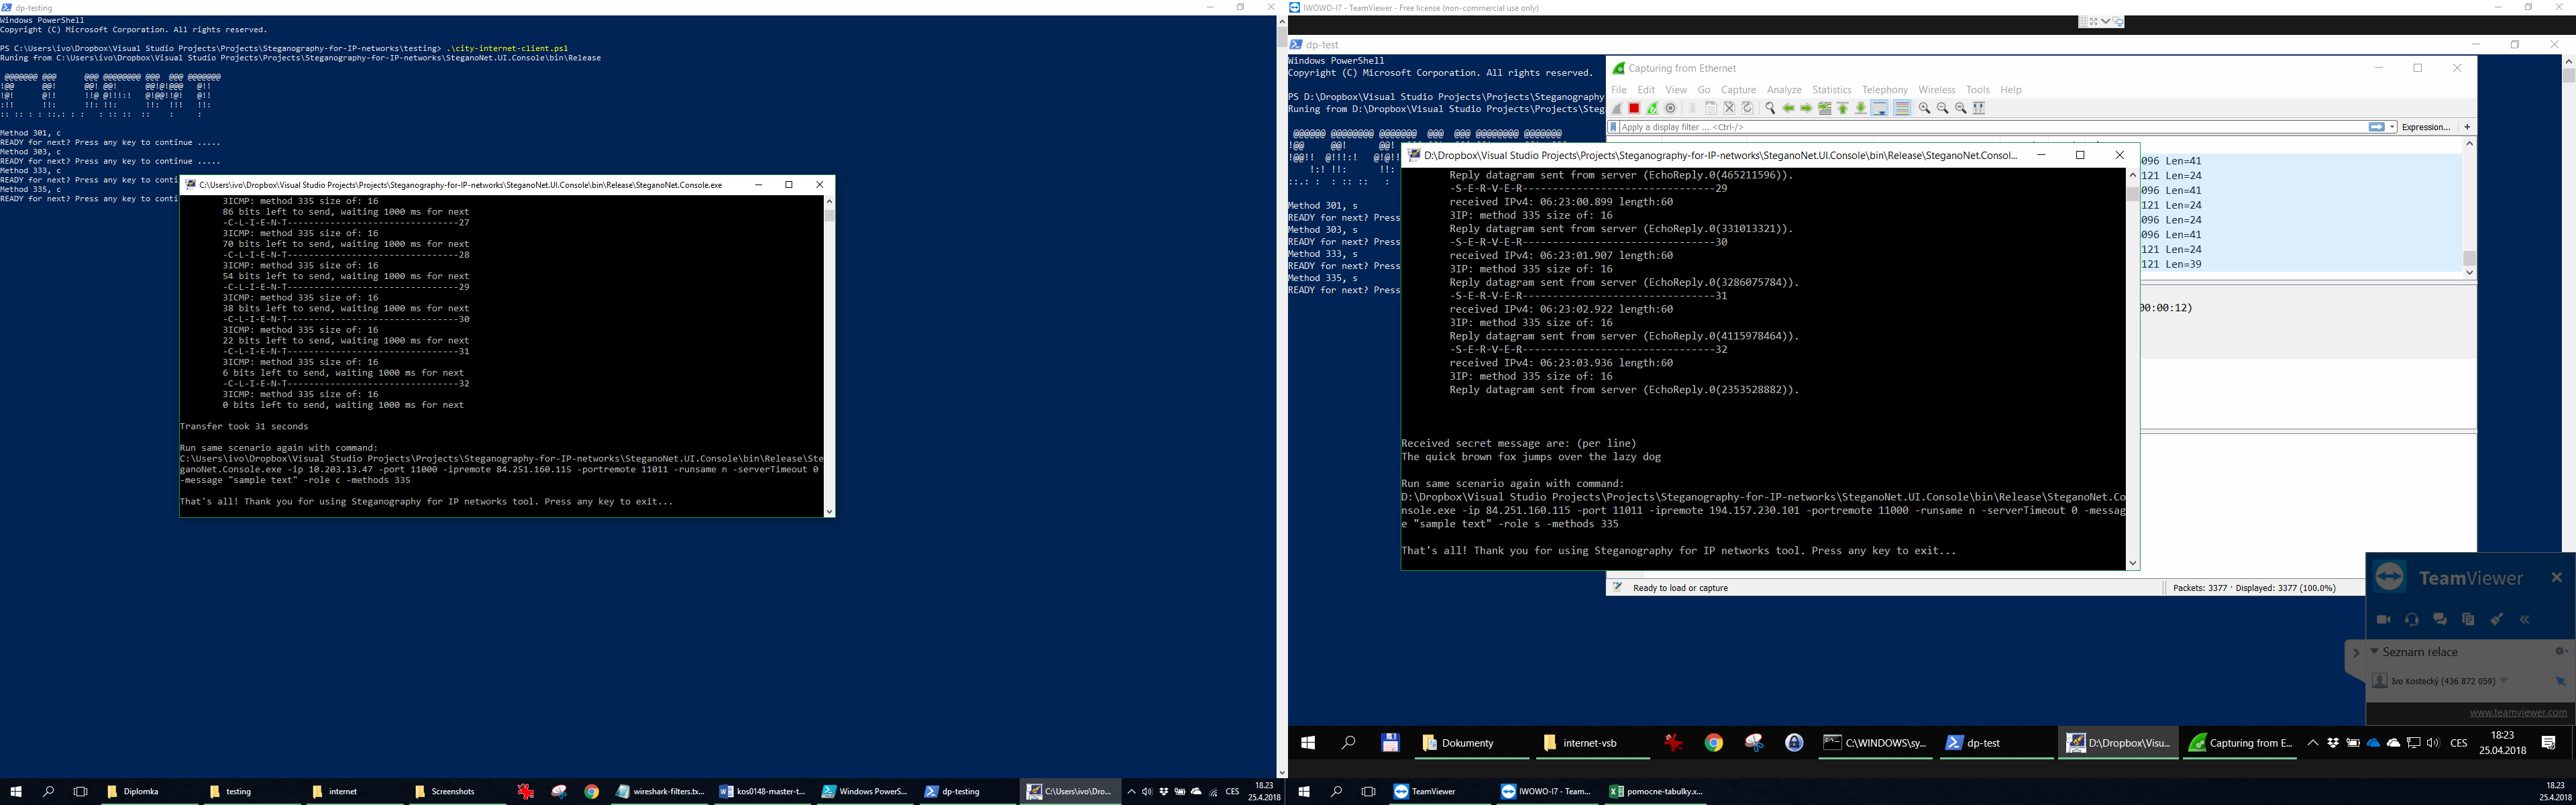 dp-testing
Windows PowerShell
Copyright (C) Microsoft Corporation. All rights reserved.
PS C:\Users\ivo\Dropbox\Visual Studio Projects\Projects\Steganography-for-IP-networks\testing> .\city-internet-client.ps1
Runing from C:\Users\ivo\Dropbox\Visual Studio Projects\Projects\Steganography-for-IP-networks\SteganoNet.UI.Console\bin\Release
Method 301, c
READY for next? Press any key to continue .....
Method 303, c
READY for next? Press any key to continue .....
Method 333, c
READY for next? Press any key to conti
Method 335, c
READY for next? Press any key to conti
C:\Users\ivo\Dropbox\Visual Studio Projects\Projects\Steganography-for-IP-networks\SteganoNet.UI.Console\bin\Release\SteganoNet.Console.exe
3ICMP: method 335 size of: 16
86 bits left to send, waiting 1000 ms for next
-C-L-I-E-N-T--------------------------------27
3ICMP: method 335 size of: 16
70 bits left to send, waiting 1000 ms for next
-C-L-I-E-N-T--------------------------------28
3ICMP: method 335 size of: 16
54 bits left to send, waiting 1000 ms for next
-C-L-I-E-N-T--------------------------------29
3ICMP: method 335 size of: 16
38 bits left to send, waiting 1000 ms for next
-C-L-I-E-N-T--------------------------------30
3ICMP: method 335 size of: 16
22 bits left to send, waiting 1000 ms for next
-C-L-I-E-N-T--------------------------------31
3ICMP: method 335 size of: 16
6 bits left to send, waiting 1000 ms for next
-C-L-I-E-N-T--------------------------------32
3ICMP: method 335 size of: 16
0 bits left to send, waiting 1000 ms for next
Transfer took 31 seconds
Run same scenario again with command:
C:\Users\ivo\Dropbox\Visual Studio Projects\Projects\Steganography-for-IP-networks\SteganoNet.UI.Console\bin\Release\Ste
ganoNet.Console.exe -ip 10.203.13.47 -port 11000 -ipremote 84.251.160.115 -portremote 11011 -runsame n -serverTimeout 0
-message "sample text" -role c -methods 335
That's all! Thank you for using Steganography for IP networks tool. Press any key to exit...
Diplomka
testing
internet
Screenshots
wireshark-filters.tx...
kos0148-master-t...
Windows PowerS...
dp-testing
C:\Users\ivo\Dro...
CES
18.23
25.4.2018
IWOWO-I7 - TeamViewer - Free license (non-commercial use only)
dp-test
Windows PowerShell
Copyright (C) Microsoft Corporation. All rights reserved.
PS D:\Dropbox\Visual Studio Projects\Projects\Steganography
Runing from D:\Dropbox\Visual Studio Projects\Projects\Steg
Method 301, s
READY for next? Press
Method 303, s
READY for next? Press
Method 333, s
READY for next? Press
Method 335, s
READY for next? Press
Capturing from Ethernet
File Edit View Go Capture Analyze Statistics Telephony Wireless Tools Help
Apply a display filter ... <Ctrl-/>
Expression... +
096 Len=41
121 Len=24
096 Len=41
121 Len=24
096 Len=24
096 Len=41
121 Len=24
121 Len=39
00:00:12)
D:\Dropbox\Visual Studio Projects\Projects\Steganography-for-IP-networks\SteganoNet.UI.Console\bin\Release\SteganoNet.Consol...
Reply datagram sent from server (EchoReply.0(465211596)).
-S-E-R-V-E-R-------------------------------29
received IPv4: 06:23:00.899 length:60
3IP: method 335 size of: 16
Reply datagram sent from server (EchoReply.0(331013321)).
-S-E-R-V-E-R-------------------------------30
received IPv4: 06:23:01.907 length:60
3IP: method 335 size of: 16
Reply datagram sent from server (EchoReply.0(3286075784)).
-S-E-R-V-E-R-------------------------------31
received IPv4: 06:23:02.922 length:60
3IP: method 335 size of: 16
Reply datagram sent from server (EchoReply.0(4115978464)).
-S-E-R-V-E-R-------------------------------32
received IPv4: 06:23:03.936 length:60
3IP: method 335 size of: 16
Reply datagram sent from server (EchoReply.0(2353528882)).
Received secret message are: (per line)
The quick brown fox jumps over the lazy dog
Run same scenario again with command:
D:\Dropbox\Visual Studio Projects\Projects\Steganography-for-IP-networks\SteganoNet.UI.Console\bin\Release\SteganoNet.Co
nsole.exe -ip 84.251.160.115 -port 11011 -ipremote 194.157.230.101 -portremote 11000 -runsame n -serverTimeout 0 -messag
e "sample text" -role s -methods 335
That's all! Thank you for using Steganography for IP networks tool. Press any key to exit...
Ready to load or capture
Packets: 3377 · Displayed: 3377 (100.0%)
TeamViewer
Seznam relace
Ivo Kostecký (436 872 059)
www.teamviewer.com
Dokumenty
internet-vsb
C:\WINDOWS\sy...
dp-test
D:\Dropbox\Visu...
Capturing from E...
CES
18:23
25.04.2018
TeamViewer
IWOWO-I7 - Team...
pomocne-tabulky.x...
18.23
25.4.2018